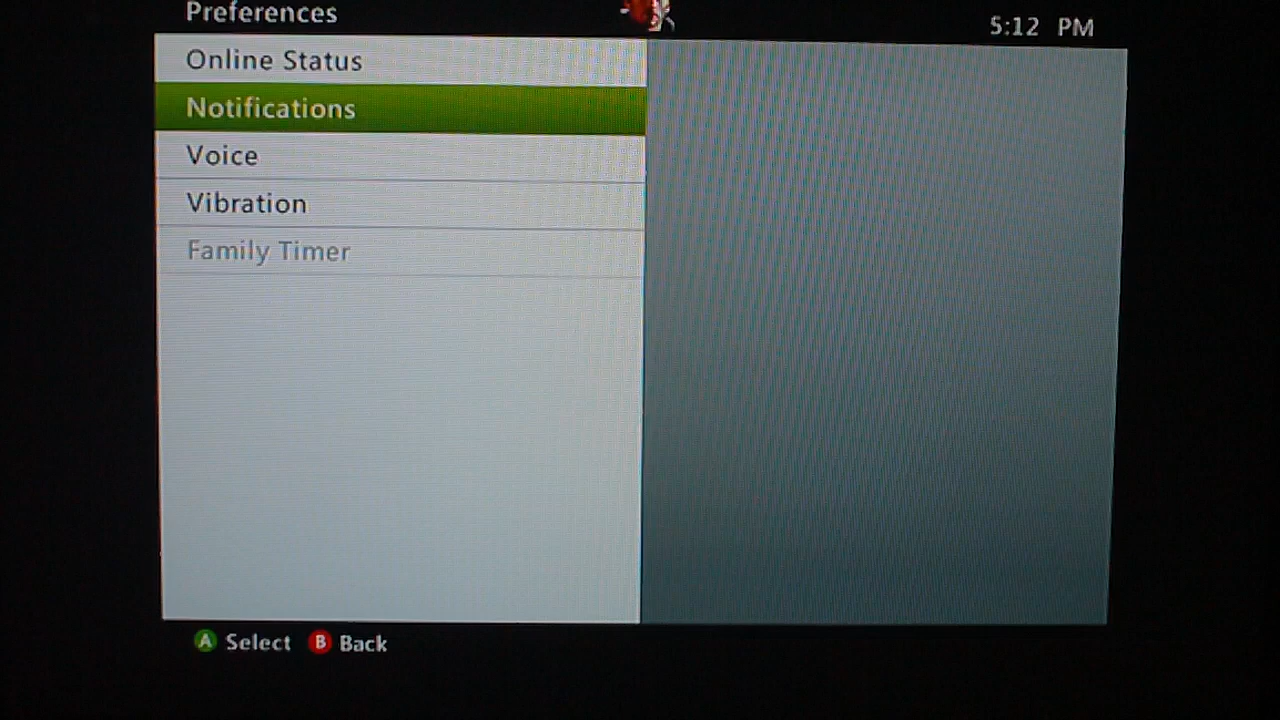 Preferences
5:12 PM
Online Status
Notifications
Voice
Vibration
Family Timer
A Select B Back